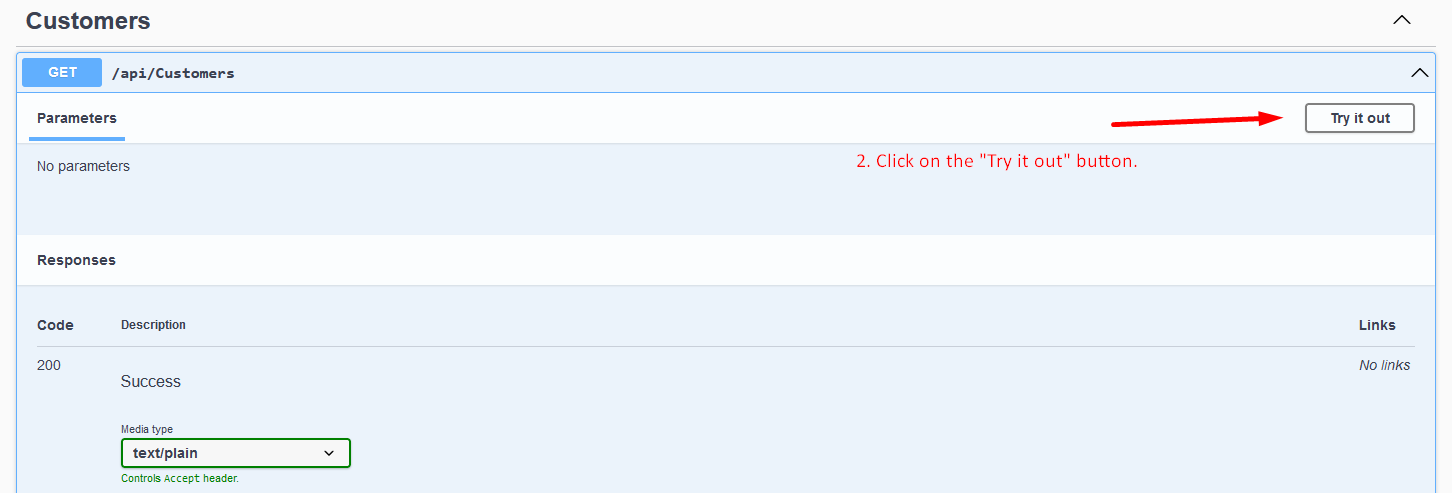 Customers
GET /api/Customers
Parameters
Try it out
No parameters
2. Click on the "Try it out" button.
Responses
Code Description Links
200 No links
Success
Media type
text/plain
Controls Accept header.